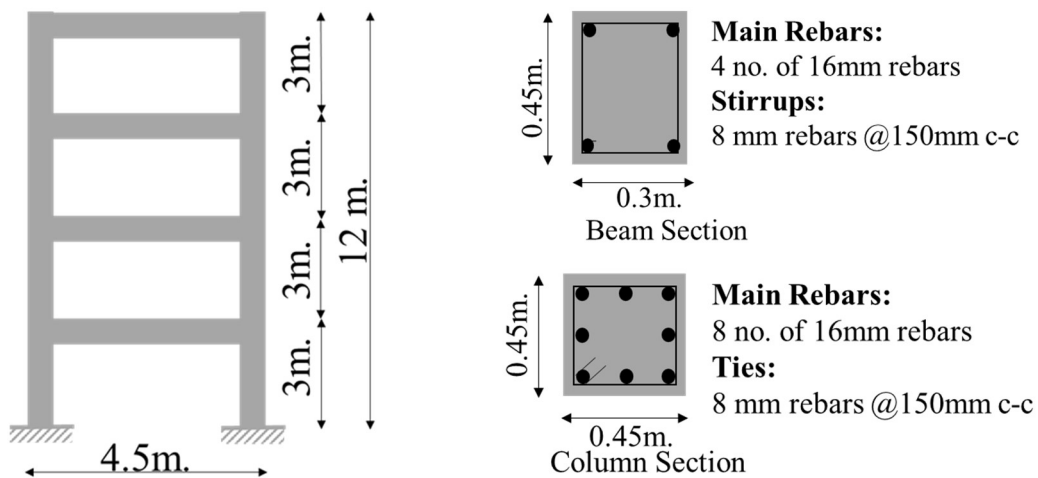 3m.
3m.
3m.
3m.
12 m.
4.5m.
0.45m.
0.3m.
Beam Section
Main Rebars:
4 no. of 16mm rebars
Stirrups:
8 mm rebars @150mm c-c
0.45m.
0.45m.
Column Section
Main Rebars:
8 no. of 16mm rebars
Ties:
8 mm rebars @150mm c-c